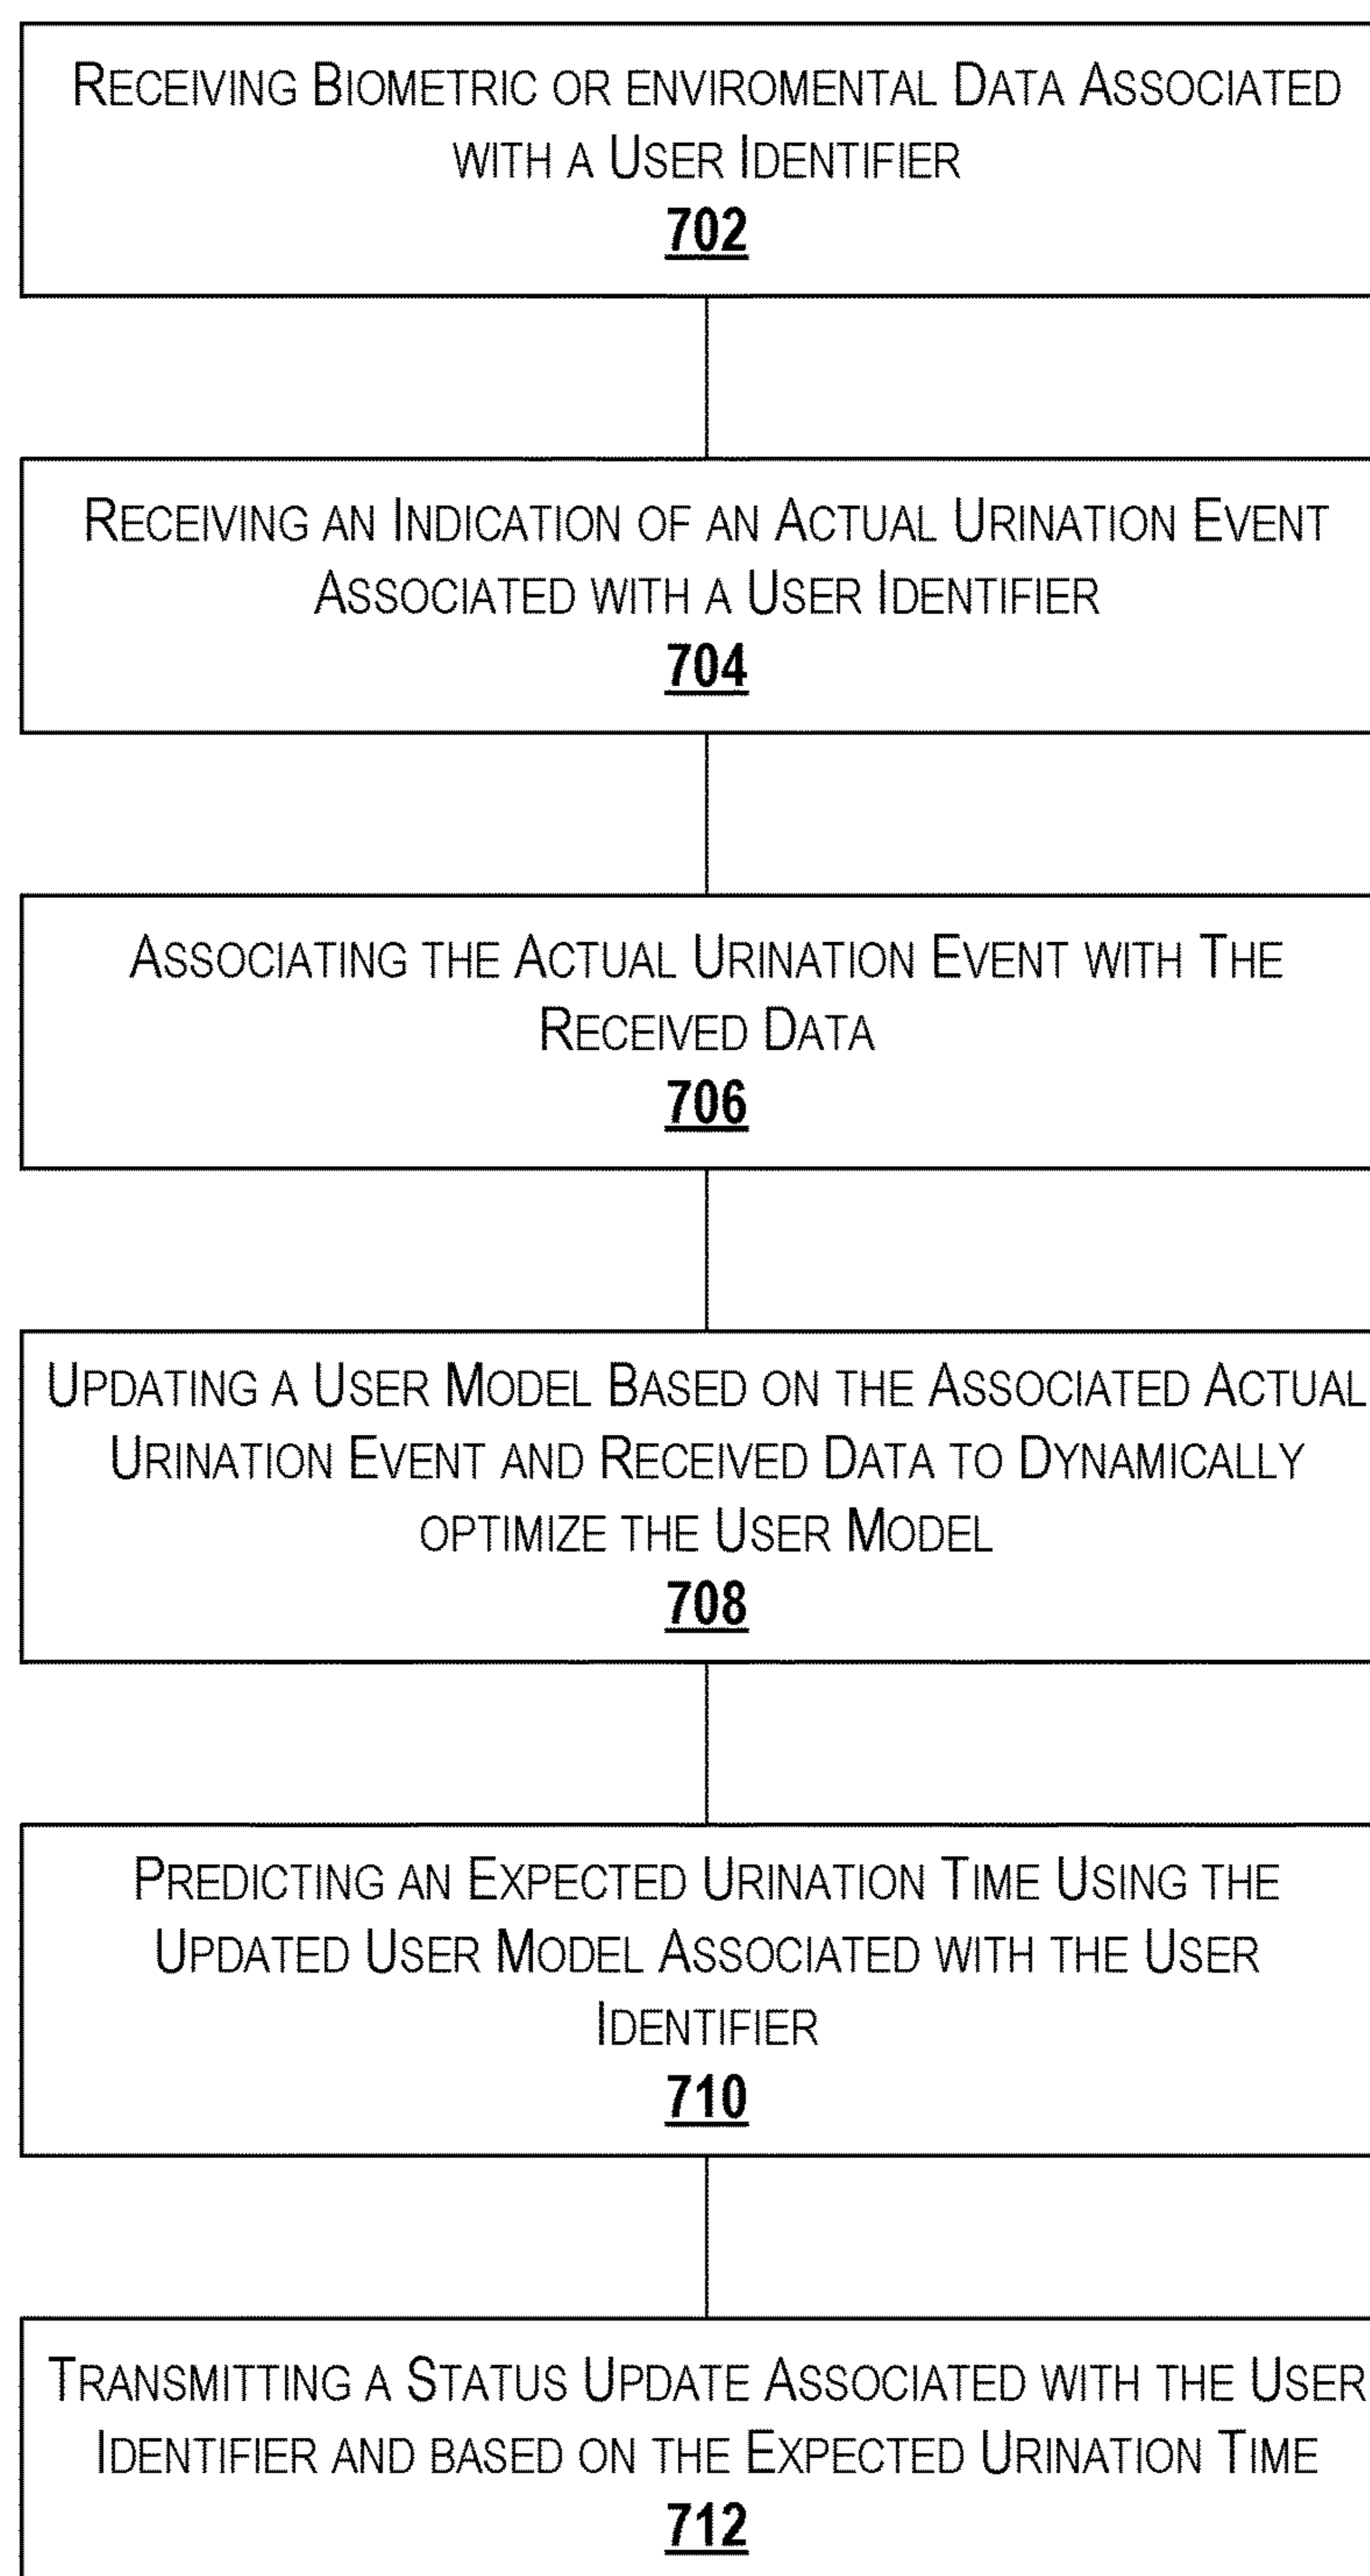 RECEIVING BIOMETRIC OR ENVIROMENTAL DATA ASSOCIATED
WITH A USER IDENTIFIER
702
RECEIVING AN INDICATION OF AN ACTUAL URINATION EVENT
ASSOCIATED WITH A USER IDENTIFIER
704
ASSOCIATING THE ACTUAL URINATION EVENT WITH THE
RECEIVED DATA
706
UPDATING A USER MODEL BASED ON THE ASSOCIATED ACTUAL
URINATION EVENT AND RECEIVED DATA TO DYNAMICALLY
OPTIMIZE THE USER MODEL
708
PREDICTING AN EXPECTED URINATION TIME USING THE
UPDATED USER MODEL ASSOCIATED WITH THE USER
IDENTIFIER
710
TRANSMITTING A STATUS UPDATE ASSOCIATED WITH THE USER
IDENTIFIER AND BASED ON THE EXPECTED URINATION TIME
712